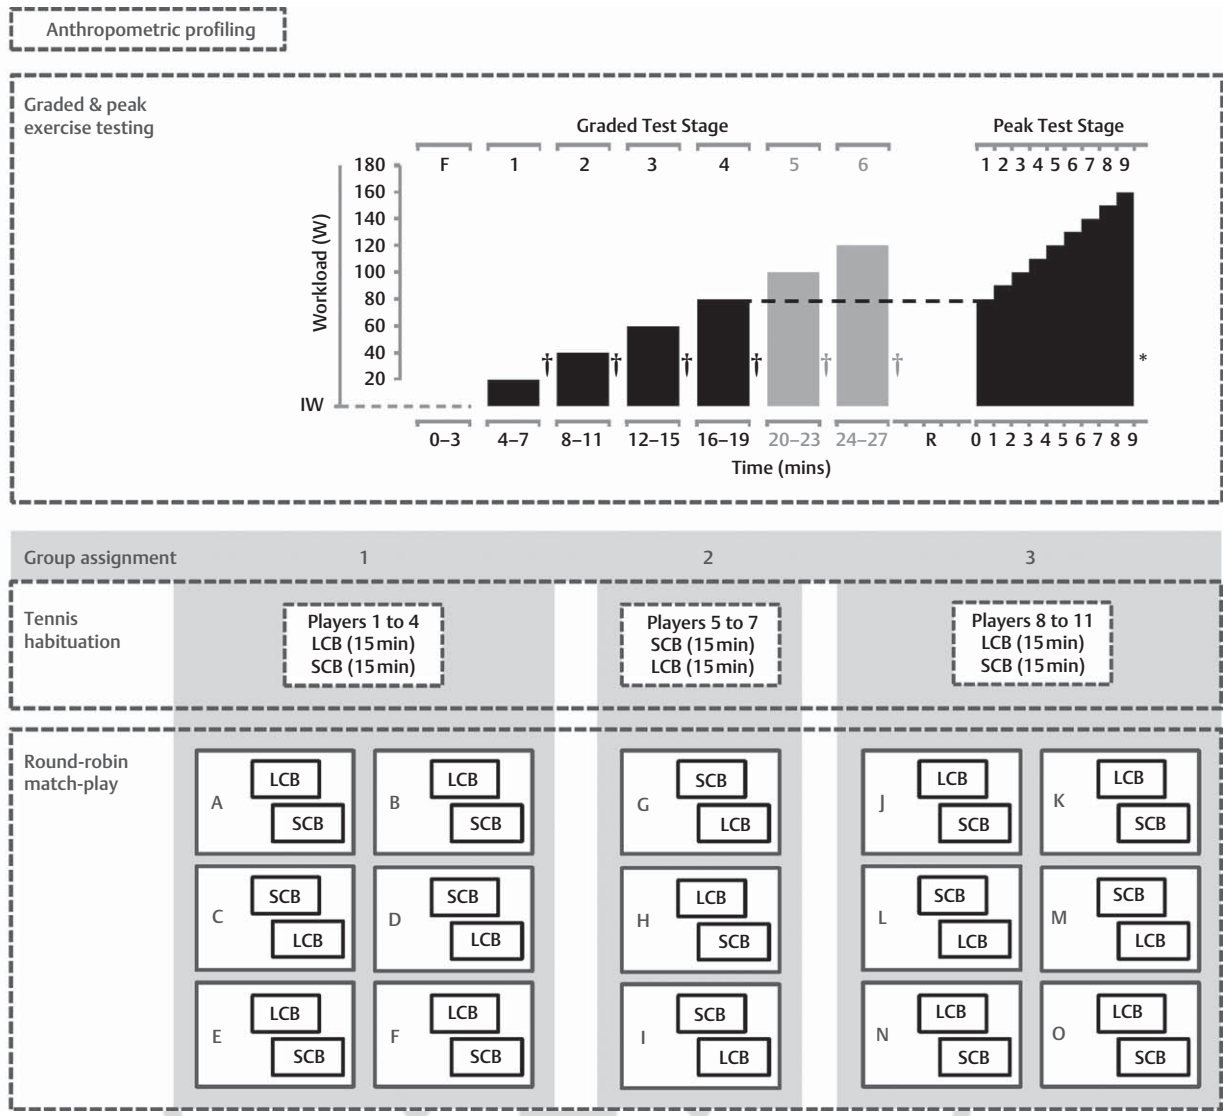 Anthropometric profiling
Graded & peak
exercise testing
Graded Test Stage
Peak Test Stage
F 1 2 3 4 5 6
1 2 3 4 5 6 7 8 9
Workload (W)
180
160
140
120
100
80
60
40
20
IW
† † † † † † *
0–3 4–7 8–11 12–15 16–19 20–23 24–27 R 0 1 2 3 4 5 6 7 8 9
Time (mins)
Group assignment 1 2 3
Tennis
habituation
Players 1 to 4
LCB (15 min)
SCB (15 min)
Players 5 to 7
SCB (15 min)
LCB (15 min)
Players 8 to 11
LCB (15 min)
SCB (15 min)
Round-robin
match-play
A LCB SCB
B LCB SCB
G SCB LCB
J LCB SCB
K LCB SCB
C SCB LCB
D SCB LCB
H LCB SCB
L SCB LCB
M SCB LCB
E LCB SCB
F LCB SCB
I SCB LCB
N LCB SCB
O LCB SCB